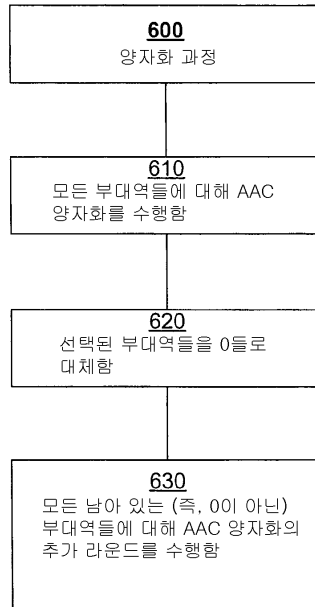 600
양자화 과정
610
모든 부대역들에 대해 AAC
양자화를 수행함
620
선택된 부대역들을 0들로
대체함
630
모든 남아 있는 (즉, 0이 아닌)
부대역들에 대해 AAC 양자화의
추가 라운드를 수행함